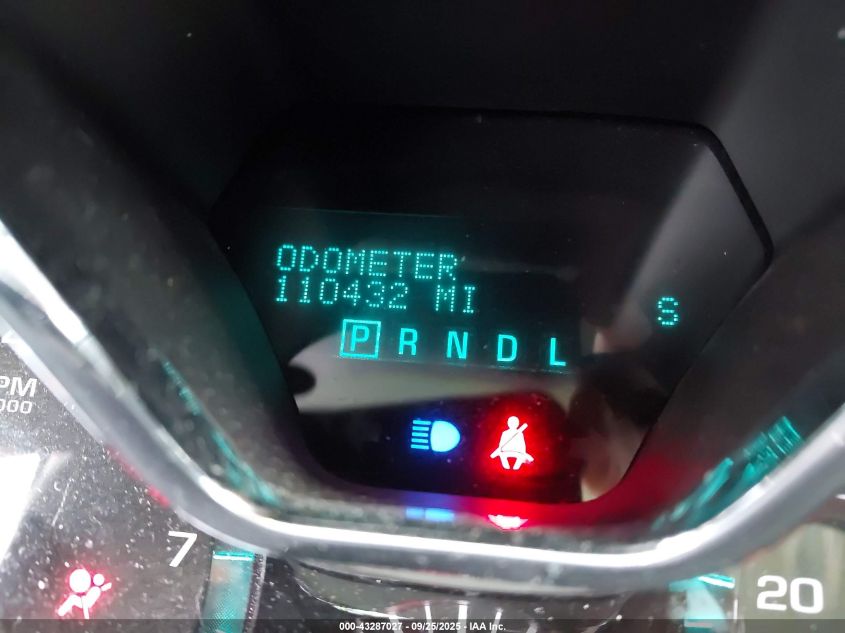 ODOMETER
110432 MI
S
P R N D L
PM
000
7
20
000-43287027 - 09/25/2025 - IAA Inc.